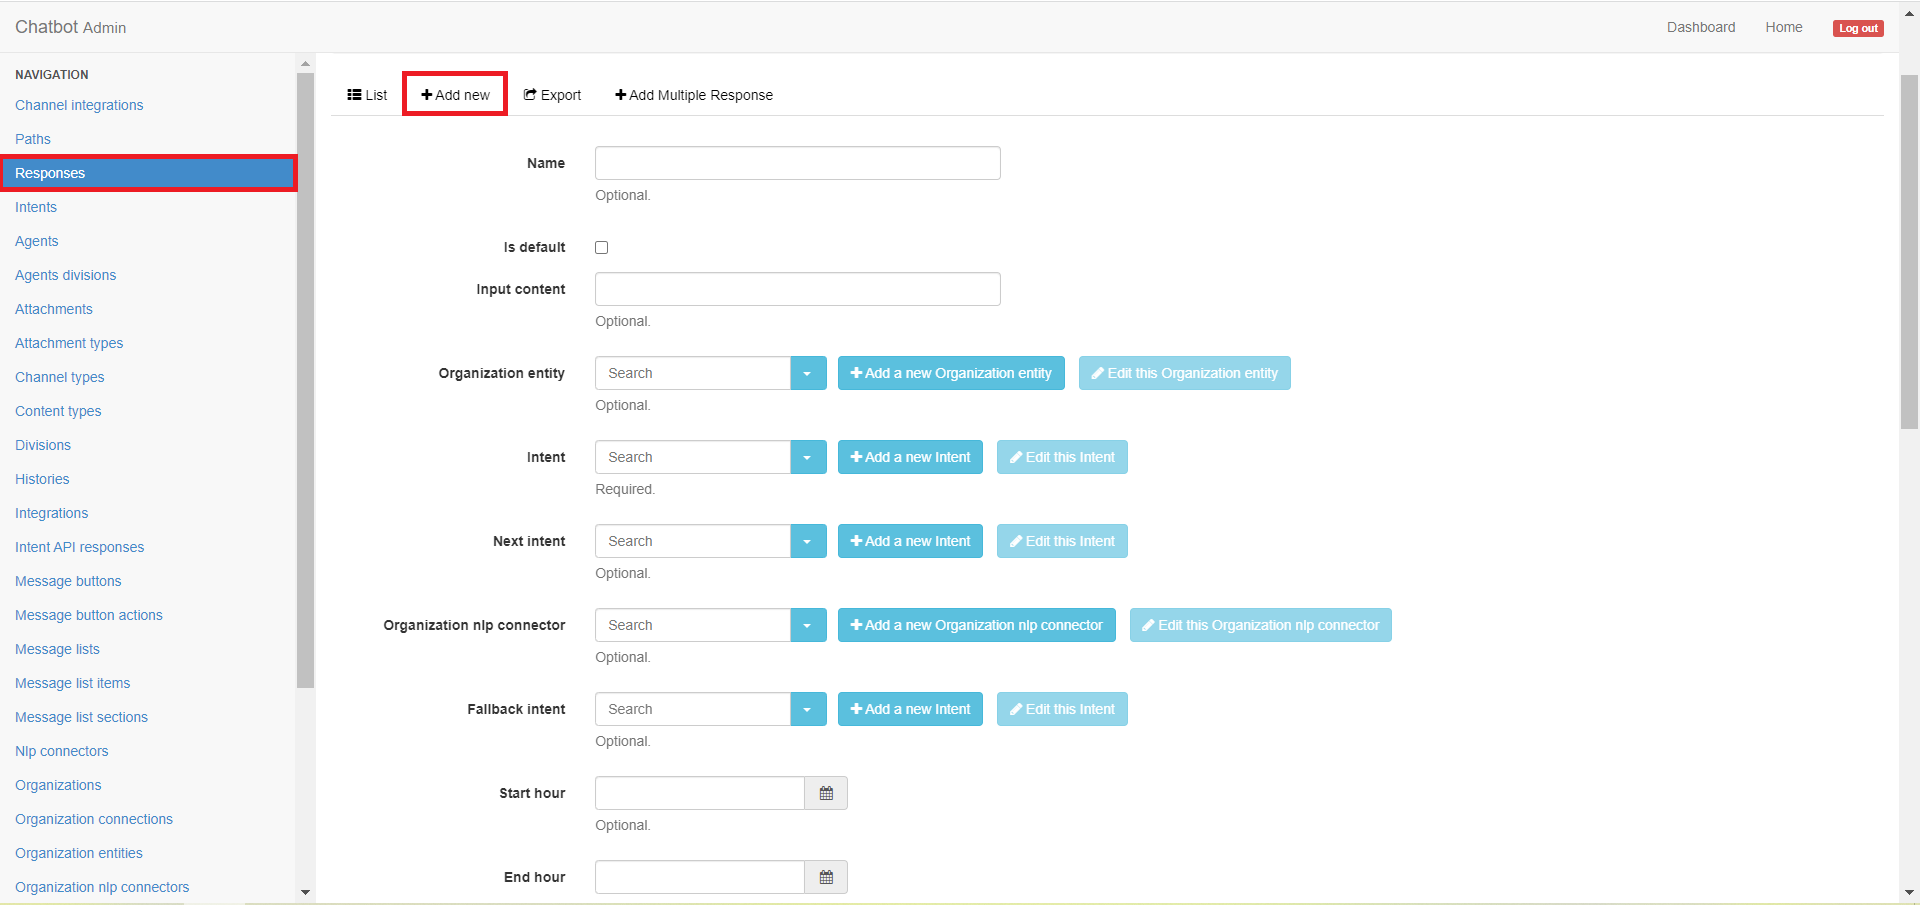 Chatbot Admin
Dashboard Home Log out
NAVIGATION
Channel integrations
Paths
Responses
Intents
Agents
Agents divisions
Attachments
Attachment types
Channel types
Content types
Divisions
Histories
Integrations
Intent API responses
Message buttons
Message button actions
Message lists
Message list items
Message list sections
Nlp connectors
Organizations
Organization connections
Organization entities
Organization nlp connectors
List Add new Export Add Multiple Response
Name
Optional.
Is default
Input content
Optional.
Organization entity Search Add a new Organization entity Edit this Organization entity
Optional.
Intent Search Add a new Intent Edit this Intent
Required.
Next intent Search Add a new Intent Edit this Intent
Optional.
Organization nlp connector Search Add a new Organization nlp connector Edit this Organization nlp connector
Optional.
Fallback intent Search Add a new Intent Edit this Intent
Optional.
Start hour
Optional.
End hour